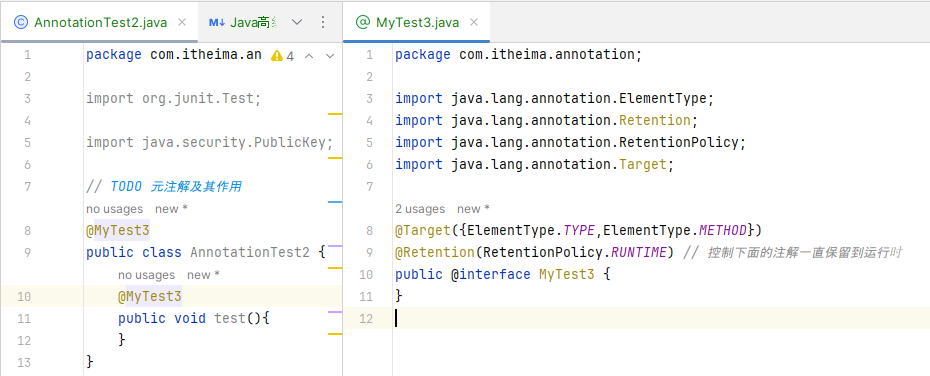 AnnotationTest2.java
Java高
MyTest3.java
1 package com.itheima.an 4
2
3 import org.junit.Test;
4
5 import java.security.PublicKey;
6
7 // TODO 元注解及其作用
no usages new *
8 @MyTest3
9 public class AnnotationTest2 {
no usages new *
10 @MyTest3
11 public void test(){
12 }
13 }
1 package com.itheima.annotation;
2
3 import java.lang.annotation.ElementType;
4 import java.lang.annotation.Retention;
5 import java.lang.annotation.RetentionPolicy;
6 import java.lang.annotation.Target;
7
2 usages new *
8 @Target({ElementType.TYPE,ElementType.METHOD})
9 @Retention(RetentionPolicy.RUNTIME) // 控制下面的注解一直保留到运行时
10 public @interface MyTest3 {
11 }
12